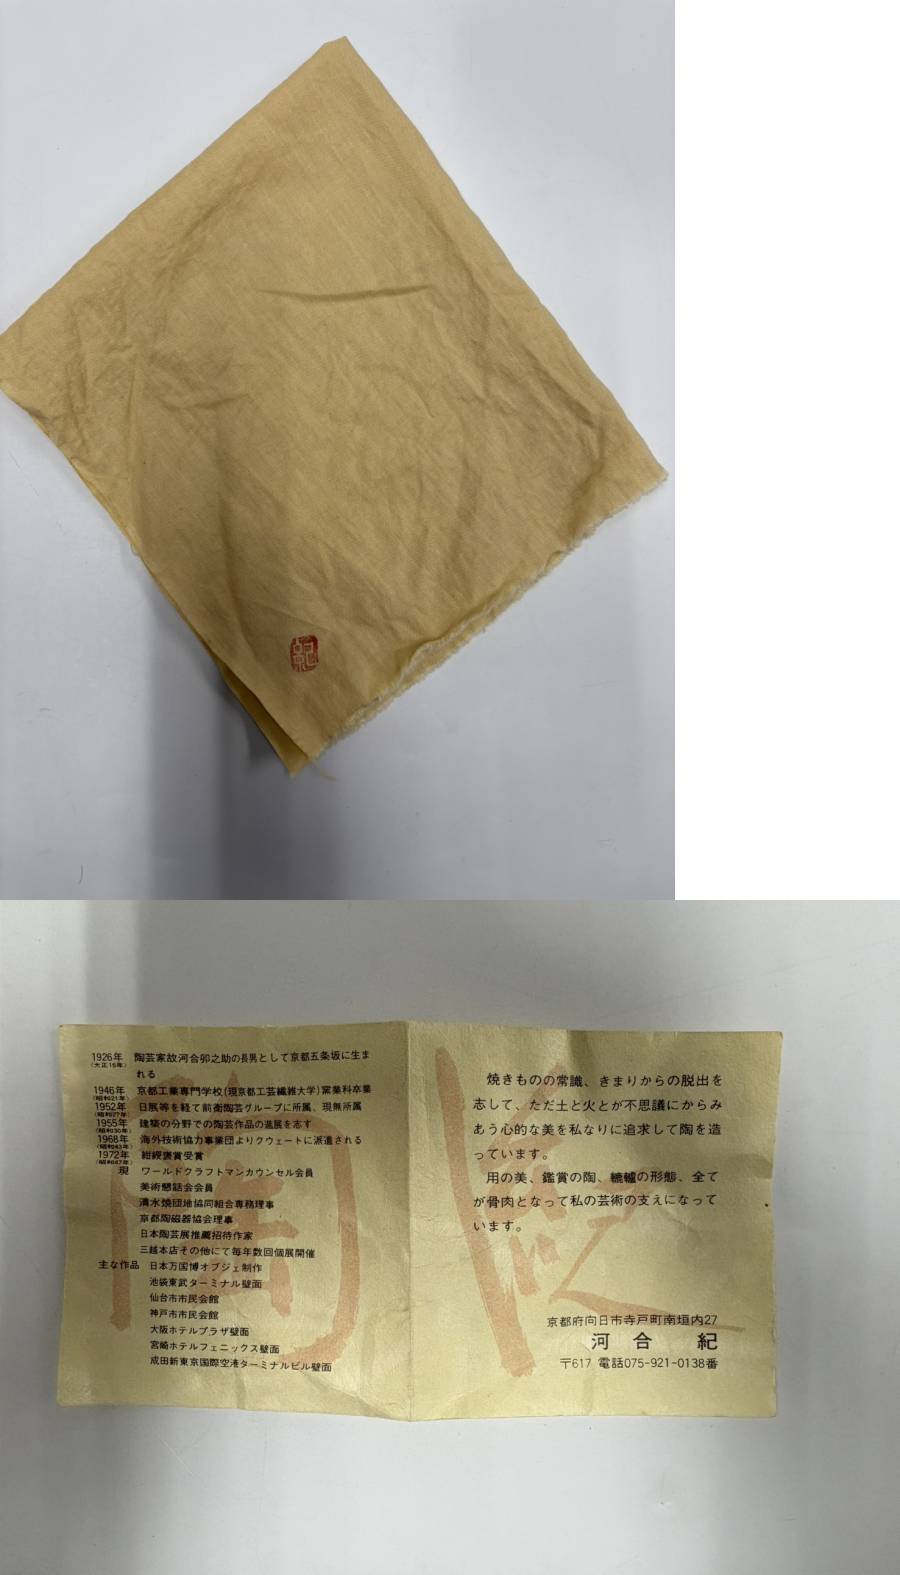 紀
1926年 陶芸家故河合卯之助の長男として京都五条坂に生ま
(大正15年)
れる
1946年 京都工業専門学校(現京都工芸繊維大学)窯業科卒業
(昭和21年)
1952年 日展等を経て前衛陶芸グループに所属、現無所属
(昭和27年)
1955年 建築の分野での陶芸作品の進展を志す
(昭和30年)
1968年 海外技術協力事業団よりクウェートに派遣される
(昭和43年)
1972年 紺綬褒賞受賞
(昭和47年)
現 ワールドクラフトマンカウンセル会員
美術懇話会会員
清水焼団地協同組合専務理事
京都陶磁器協会理事
日本陶芸展推薦招待作家
三越本店その他にて毎年数回個展開催
主な作品 日本万国博オブジェ制作
池袋東武ターミナル壁面
仙台市市民会館
神戸市市民会館
大阪ホテルプラザ壁面
宮崎ホテルフェニックス壁面
成田新東京国際空港ターミナルビル壁面
陶
焼きものの常識、きまりからの脱出を
志して、ただ土と火とが不思議にからみ
あう心的な美を私なりに追求して陶を造
っています。
用の美、鑑賞の陶、轆轤の形態、全て
が骨肉となって私の芸術の支えになって
います。
京都府向日市寺戸町南垣内27
河合 紀
〒617 電話075-921-0138番